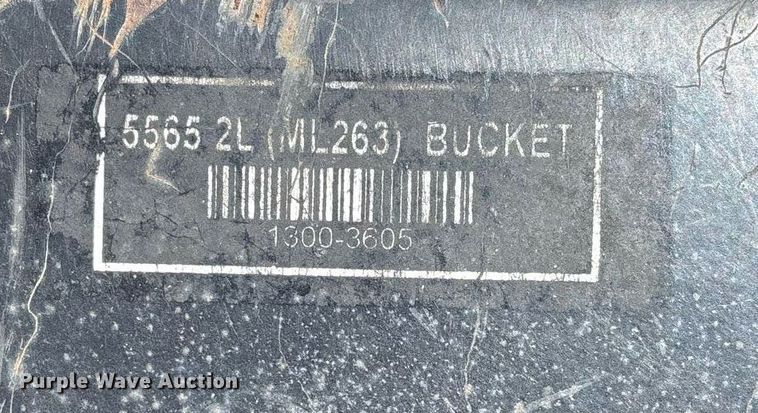 5565 2L (ML263) BUCKET
1300-3605
Purple Wave Auction